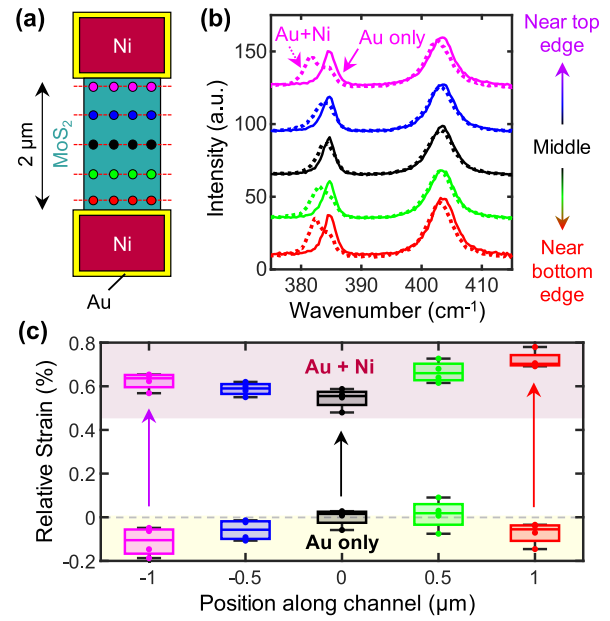 (a)
Ni
2 μm
MoS₂
Ni
Au
(b)
Au+Ni
Au only
150
100
50
0
Intensity (a.u.)
380
390
400
410
Wavenumber (cm⁻¹)
Near top
edge
Middle
Near
bottom
edge
(c)
0.8
0.6
0.4
0.2
0
-0.2
Relative Strain (%)
Au + Ni
Au only
-1
-0.5
0
0.5
1
Position along channel (μm)